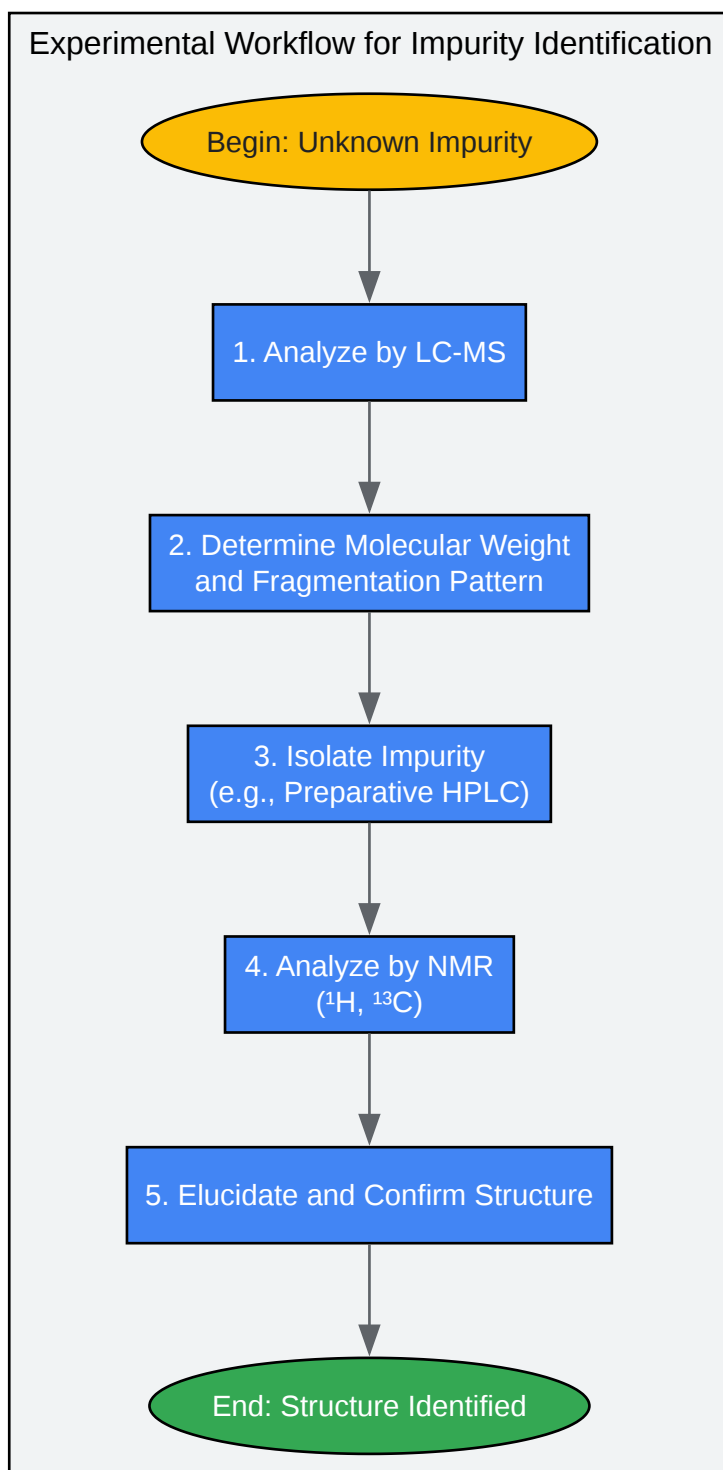 Experimental Workflow for Impurity Identification
Begin: Unknown Impurity
1. Analyze by LC-MS
2. Determine Molecular Weight
and Fragmentation Pattern
3. Isolate Impurity
(e.g., Preparative HPLC)
4. Analyze by NMR
(¹H, ¹³C)
5. Elucidate and Confirm Structure
End: Structure Identified